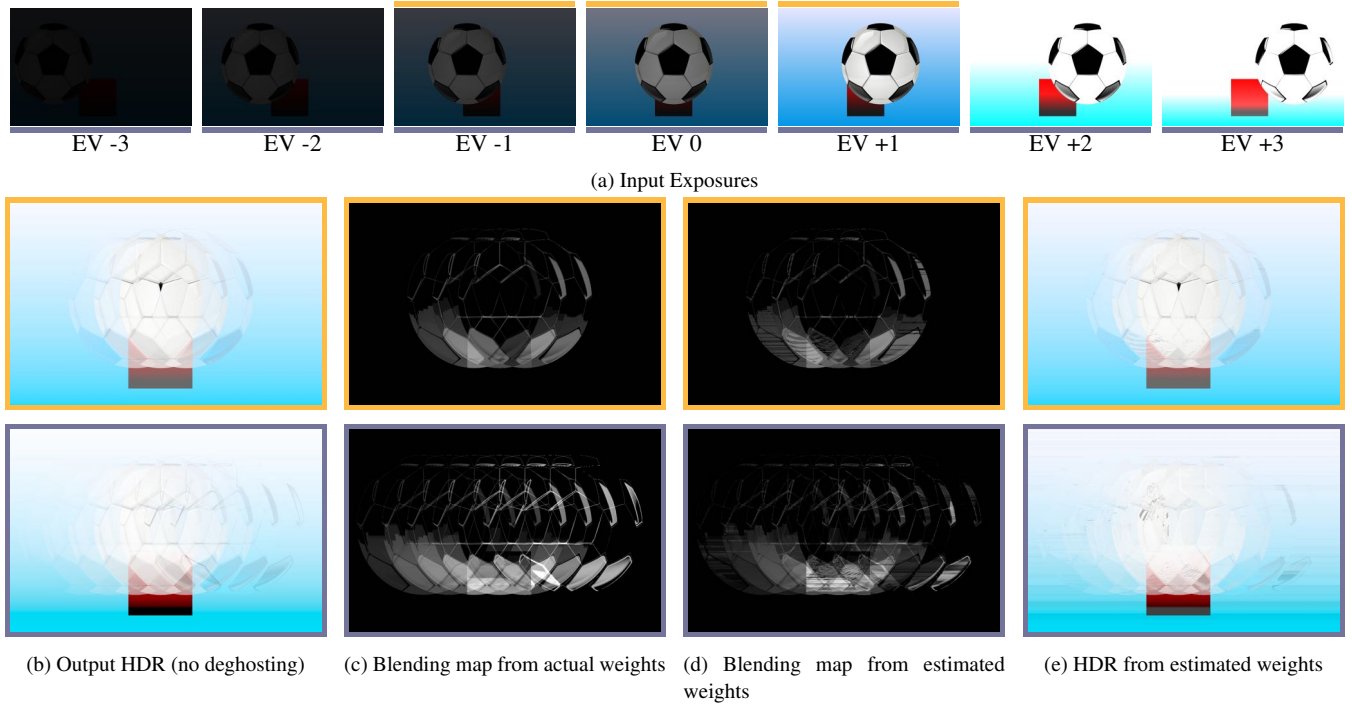 EV -3
EV -2
EV -1
EV 0
EV +1
EV +2
EV +3
(a) Input Exposures
(b) Output HDR (no deghosting)
(c) Blending map from actual weights
(d) Blending map from estimated
weights
(e) HDR from estimated weights